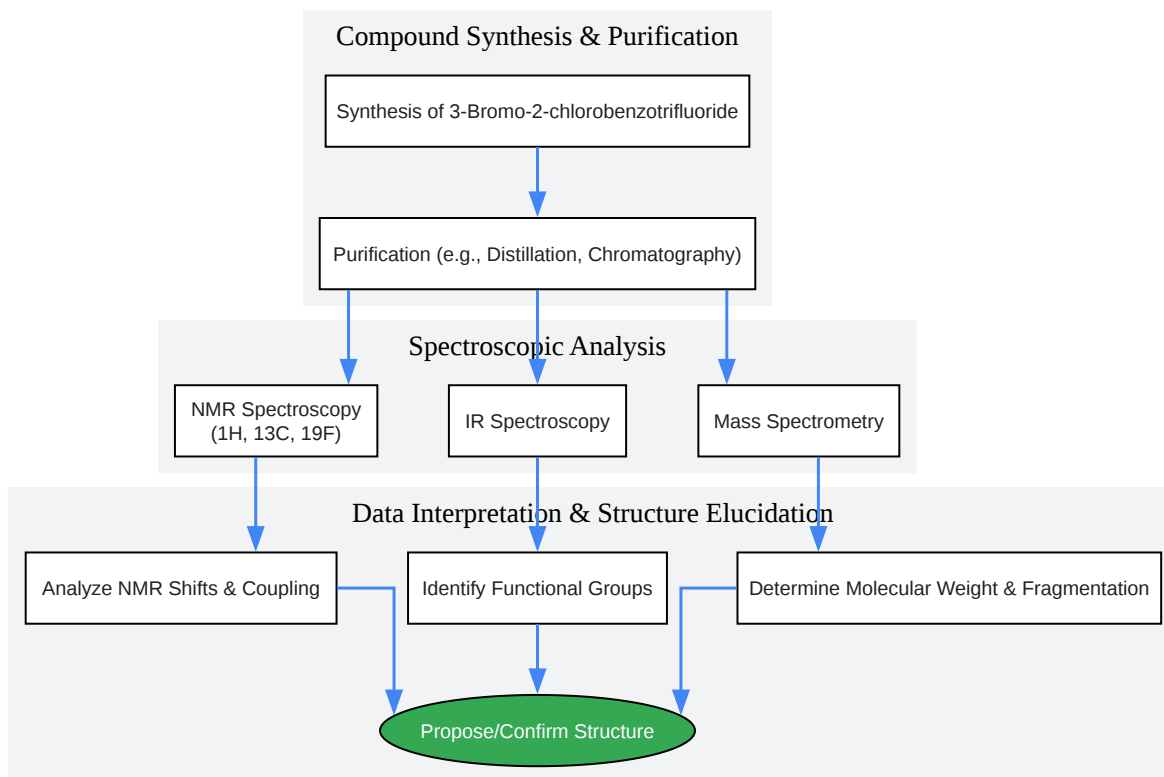 Compound Synthesis & Purification
Synthesis of 3-Bromo-2-chlorobenzotrifluoride
Purification (e.g., Distillation, Chromatography)
Spectroscopic Analysis
NMR Spectroscopy
(1H, 13C, 19F)
IR Spectroscopy
Mass Spectrometry
Data Interpretation & Structure Elucidation
Analyze NMR Shifts & Coupling
Identify Functional Groups
Determine Molecular Weight & Fragmentation
Propose/Confirm Structure